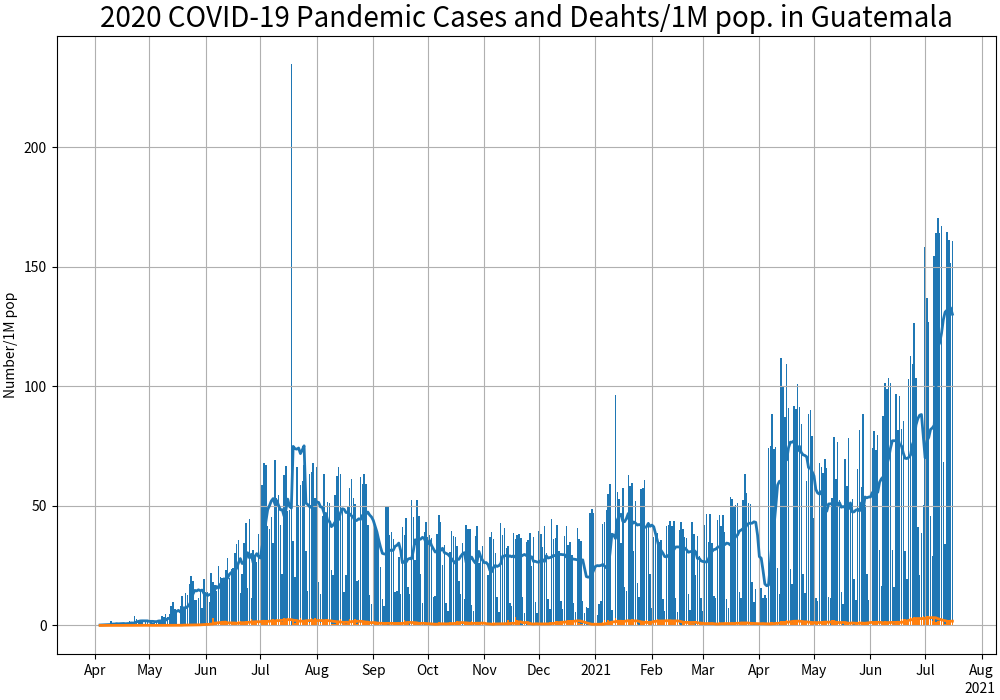 2020 COVID-19 Pandemic Cases and Deahts/1M pop. in Guatemala
Number/1M pop
200
150
100
50
0
Apr May Jun Jul Aug Sep Oct Nov Dec 2021 Feb Mar Apr May Jun Jul Aug
2021